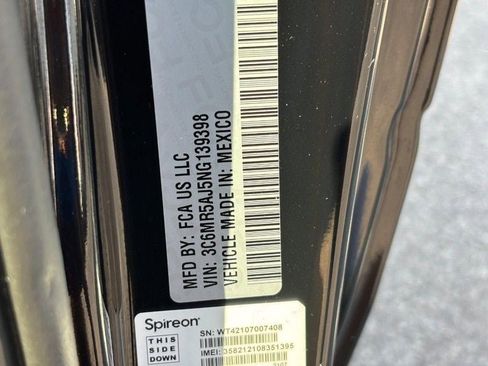 MFD BY: FCA US LLC
VIN: 3C6MR5AJ5NG139398
VEHICLE MADE IN: MEXICO
Spireon
THIS
SIDE
DOWN
SN: WT42107007408
IMEI: 358212108351395